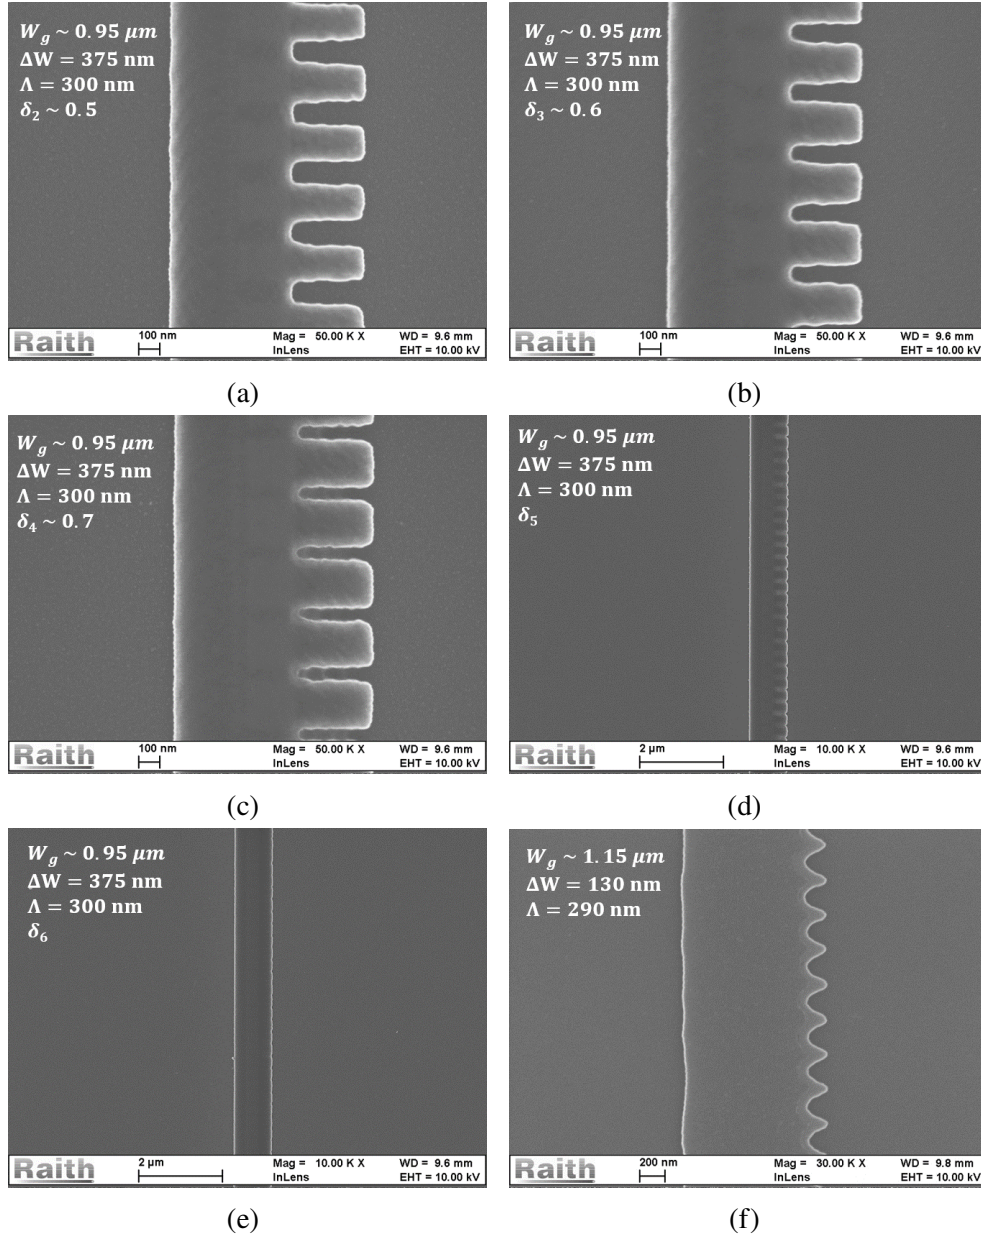 W_g ~ 0.95 μm
ΔW = 375 nm
Λ = 300 nm
δ_2 ~ 0.5
Raith
100 nm
Mag = 50.00 K X
WD = 9.6 mm
InLens
EHT = 10.00 kV
(a)
W_g ~ 0.95 μm
ΔW = 375 nm
Λ = 300 nm
δ_3 ~ 0.6
Raith
100 nm
Mag = 50.00 K X
WD = 9.6 mm
InLens
EHT = 10.00 kV
(b)
W_g ~ 0.95 μm
ΔW = 375 nm
Λ = 300 nm
δ_4 ~ 0.7
Raith
100 nm
Mag = 50.00 K X
WD = 9.6 mm
InLens
EHT = 10.00 kV
(c)
W_g ~ 0.95 μm
ΔW = 375 nm
Λ = 300 nm
δ_5
Raith
2 μm
Mag = 10.00 K X
WD = 9.6 mm
InLens
EHT = 10.00 kV
(d)
W_g ~ 0.95 μm
ΔW = 375 nm
Λ = 300 nm
δ_6
Raith
2 μm
Mag = 10.00 K X
WD = 9.6 mm
InLens
EHT = 10.00 kV
(e)
W_g ~ 1.15 μm
ΔW = 130 nm
Λ = 290 nm
Raith
200 nm
Mag = 30.00 K X
WD = 9.8 mm
InLens
EHT = 10.00 kV
(f)